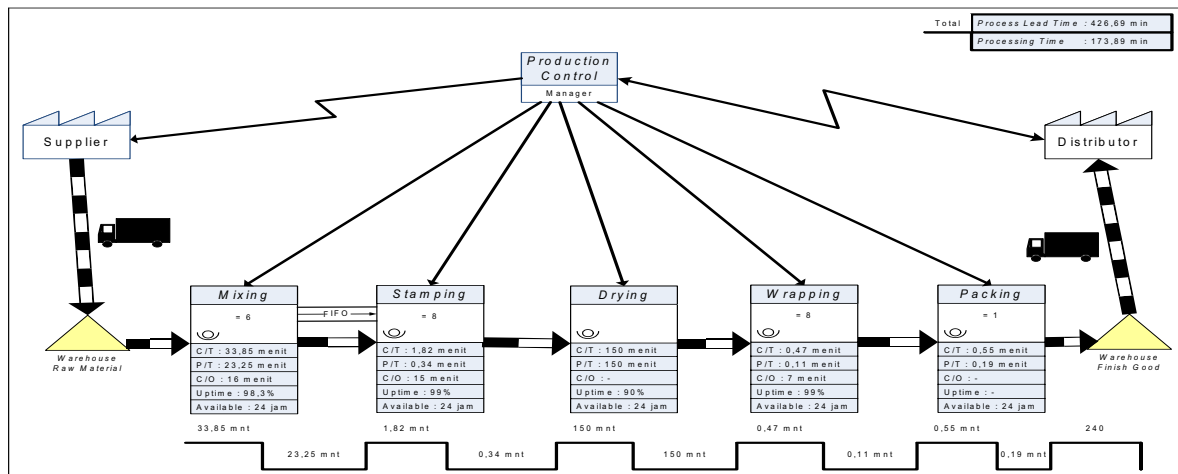 Total
Process Lead Time : 426,69 min
Processing Time : 173,89 min
Production
Control
Manager
Supplier
Distributor
Mixing
= 6
C/T : 33,85 menit
P/T : 23,25 menit
C/O : 16 menit
Uptime : 98,3%
Available : 24 jam
FIFO
Stamping
= 8
C/T : 1,82 menit
P/T : 0,34 menit
C/O : 15 menit
Uptime : 99%
Available : 24 jam
Drying
C/T : 150 menit
P/T : 150 menit
C/O : -
Uptime : 90%
Available : 24 jam
Wrapping
= 8
C/T : 0,47 menit
P/T : 0,11 menit
C/O : 7 menit
Uptime : 99%
Available : 24 jam
Packing
= 1
C/T : 0,55 menit
P/T : 0,19 menit
C/O : -
Uptime : -
Available : 24 jam
Warehouse
Raw Material
Warehouse
Finish Good
33,85 mnt 1,82 mnt 150 mnt 0,47 mnt 0,55 mnt 240
23,25 mnt 0,34 mnt 150 mnt 0,11 mnt 0,19 mnt